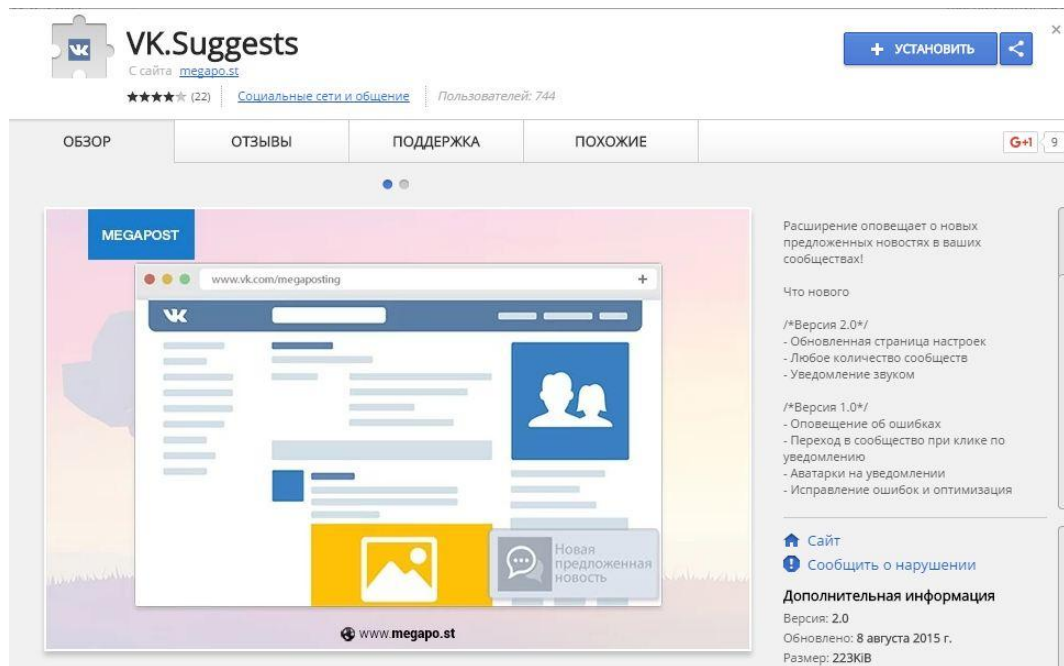 VK.Suggests
С сайта megapo.st
(22) Социальные сети и общение Пользователей: 744
+ УСТАНОВИТЬ
ОБЗОР ОТЗЫВЫ ПОДДЕРЖКА ПОХОЖИЕ
G+1 9
MEGAPOST
www.vk.com/megaposting
Новая
предложенная
новость
www.megapo.st
Расширение оповещает о новых
предложенных новостях в ваших
сообществах!
Что нового
/*Версия 2.0*/
- Обновленная страница настроек
- Любое количество сообществ
- Уведомление звуком
/*Версия 1.0*/
- Оповещение об ошибках
- Переход в сообщество при клике по
уведомлению
- Аватарки на уведомлении
- Исправление ошибок и оптимизация
Сайт
Сообщить о нарушении
Дополнительная информация
Версия: 2.0
Обновлено: 8 августа 2015 г.
Размер: 223KiB